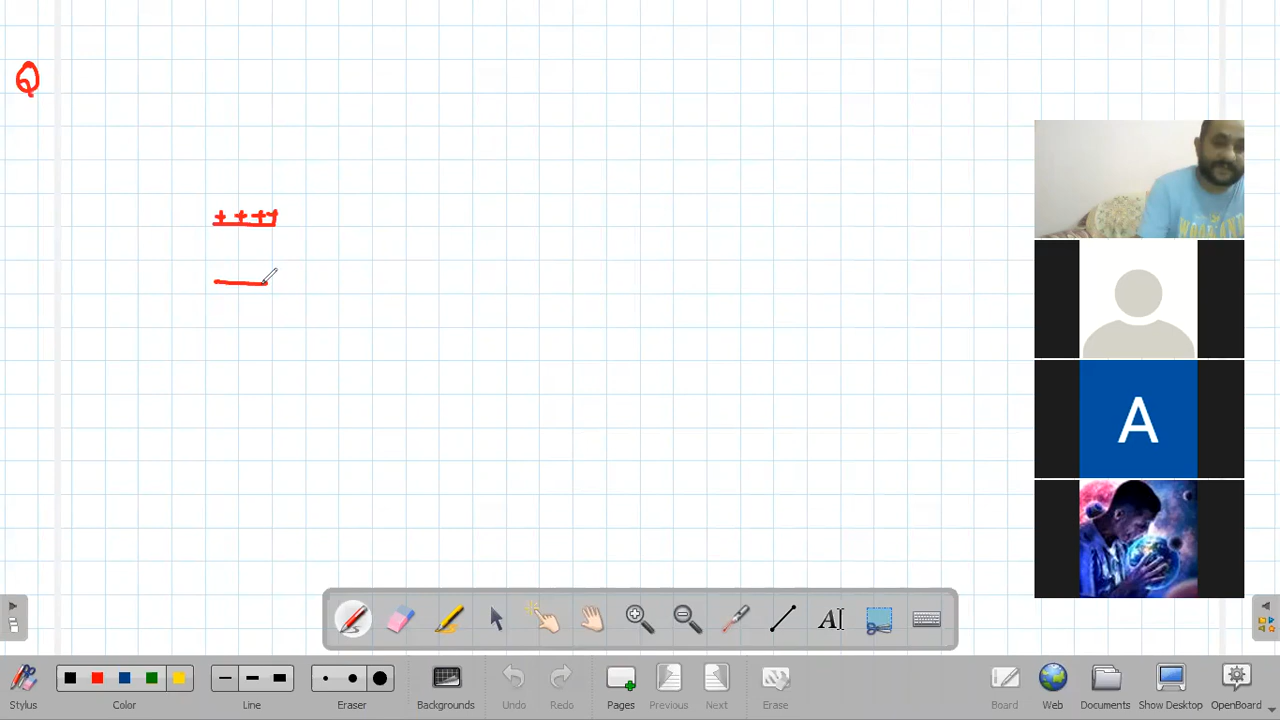 Q
+ + + +
A
Stylus
Color
Line
Eraser
Backgrounds
Undo
Redo
Pages
Previous
Next
Erase
Board
Web
Documents
Show Desktop
OpenBoard